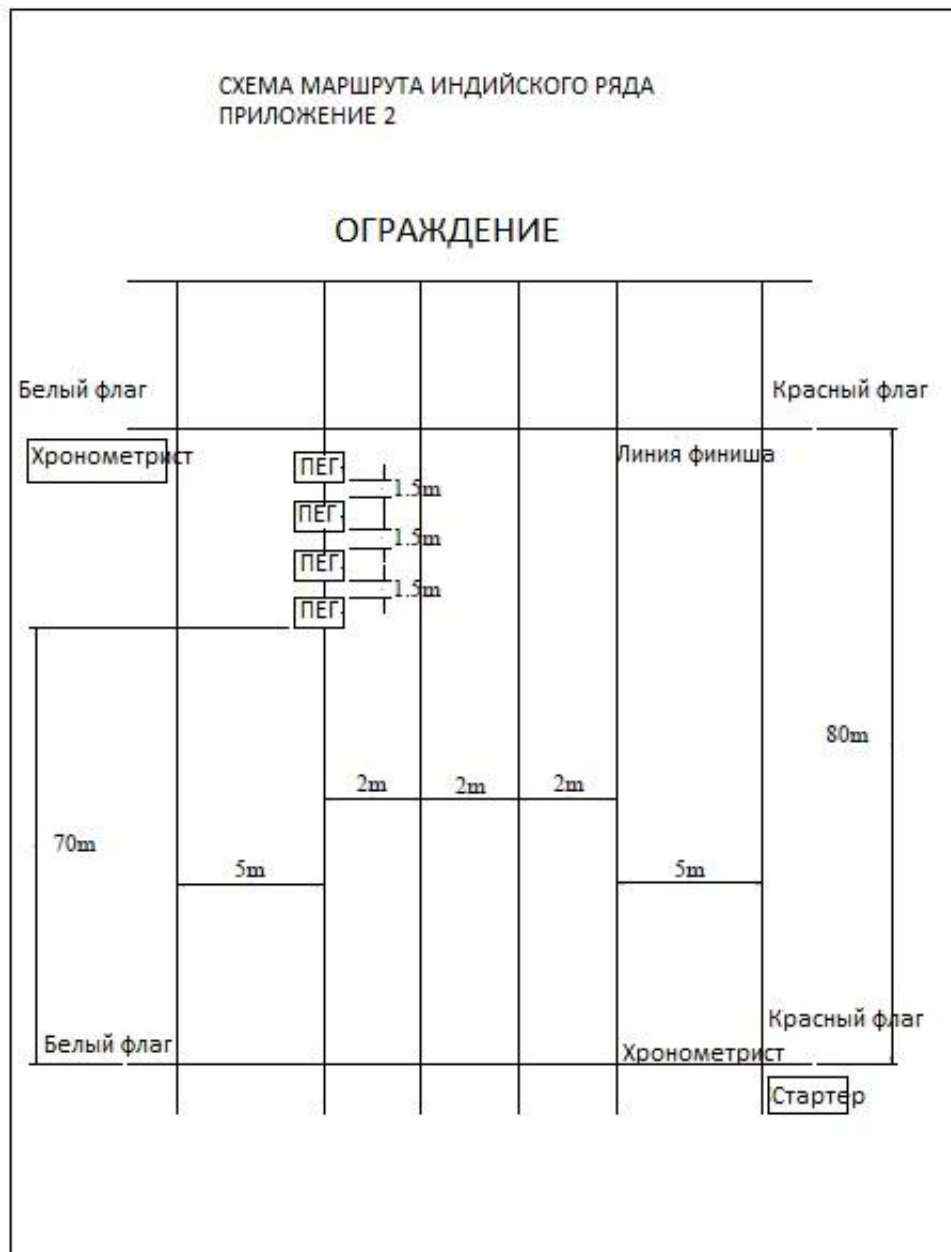 СХЕМА МАРШРУТА ИНДИЙСКОГО РЯДА
ПРИЛОЖЕНИЕ 2
ОГРАЖДЕНИЕ
Белый флаг
Красный флаг
Хронометрист
Линия финиша
ПЕГ
1.5m
ПЕГ
1.5m
ПЕГ
1.5m
ПЕГ
80m
2m
2m
2m
70m
5m
5m
Красный флаг
Белый флаг
Хронометрист
Стартер